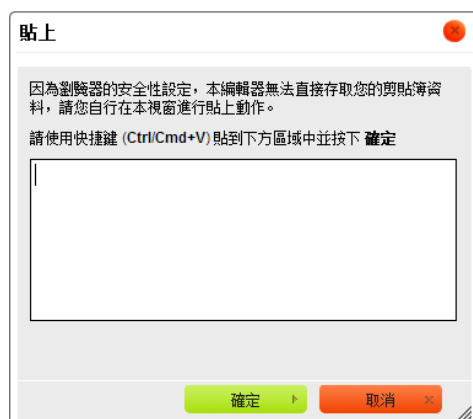 貼上
因為瀏覽器的安全性設定，本編輯器無法直接存取您的剪貼簿資
料，請您自行在本視窗進行貼上動作。
請使用快捷鍵 (Ctrl/Cmd+V) 貼到下方區域中並按下 確定
確定
取消